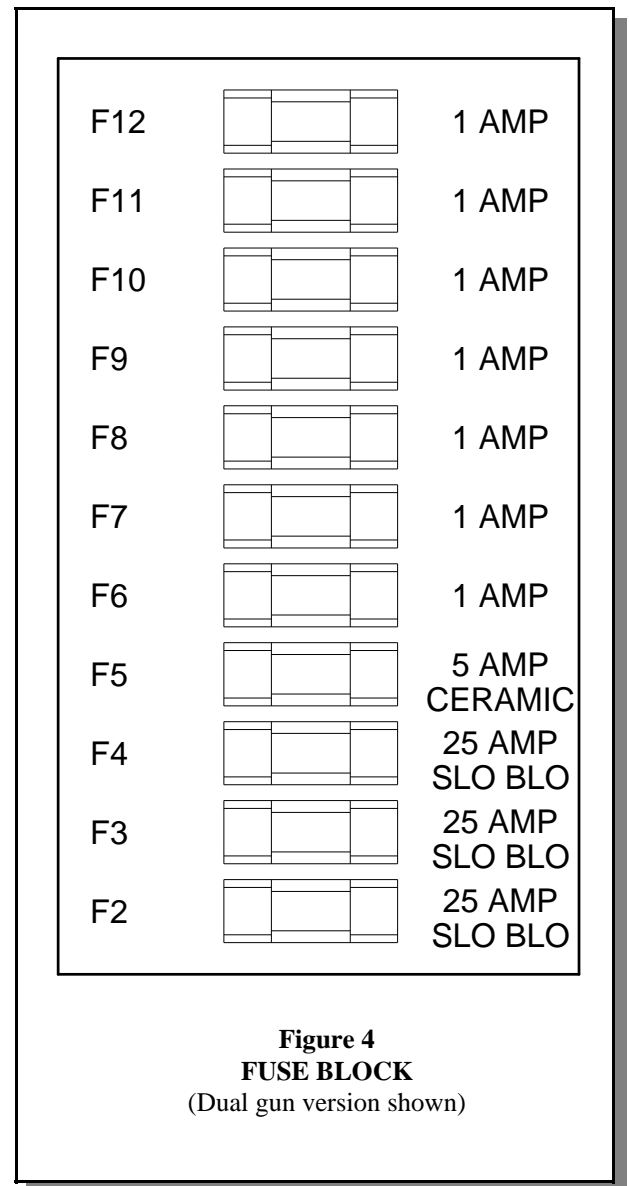 F12 1 AMP
F11 1 AMP
F10 1 AMP
F9 1 AMP
F8 1 AMP
F7 1 AMP
F6 1 AMP
F5 5 AMP
CERAMIC
F4 25 AMP
SLO BLO
F3 25 AMP
SLO BLO
F2 25 AMP
SLO BLO
Figure 4
FUSE BLOCK
(Dual gun version shown)